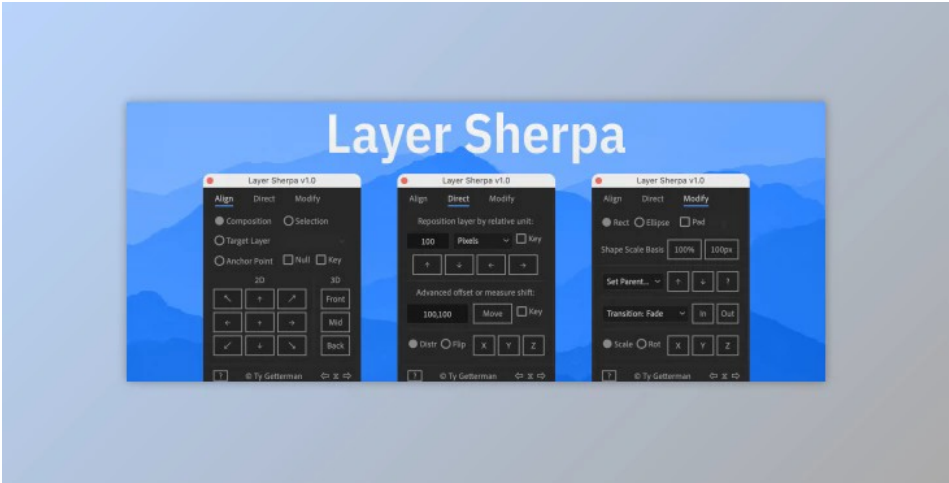 Layer Sherpa
Layer Sherpa v1.0
Align Direct Modify
Composition Selection
Target Layer
Anchor Point Null Key
2D 3D
↖ ↑ ↗ Front
← + → Mid
↙ ↓ ↘ Back
? © Ty Getterman
Layer Sherpa v1.0
Align Direct Modify
Reposition layer by relative unit:
100 Pixels Key
↑ ↓ ← →
Advanced offset or measure shift:
100,100 Move Key
Distr Flip X Y Z
? © Ty Getterman
Layer Sherpa v1.0
Align Direct Modify
Rect Ellipse Pad
Shape Scale Basis 100% 100px
Set Parent... ↑ ↓ ?
Transition: Fade In Out
Scale Rot X Y Z
? © Ty Getterman